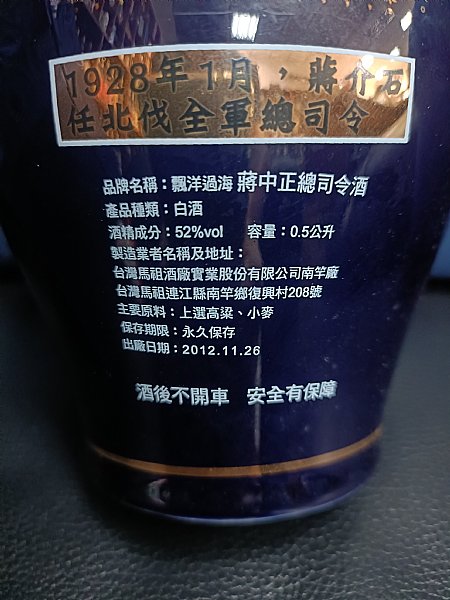 1928年1月，蔣介石
任北伐全軍總司令
品牌名稱：飄洋過海 蔣中正總司令酒
產品種類：白酒
酒精成分：52%vol 容量：0.5公升
製造業者名稱及地址：
台灣馬祖酒廠實業股份有限公司南竿廠
台灣馬祖連江縣南竿鄉復興村208號
主要原料：上選高粱、小麥
保存期限：永久保存
出廠日期：2012.11.26
酒後不開車 安全有保障